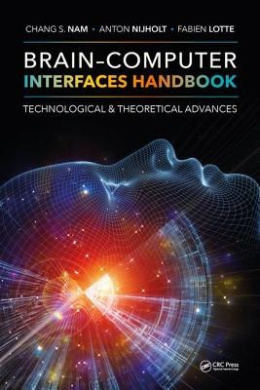 CHANG S. NAM • ANTON NIJHOLT • FABIEN LOTTE
BRAIN–COMPUTER
INTERFACES HANDBOOK
TECHNOLOGICAL & THEORETICAL ADVANCES
CRC Press